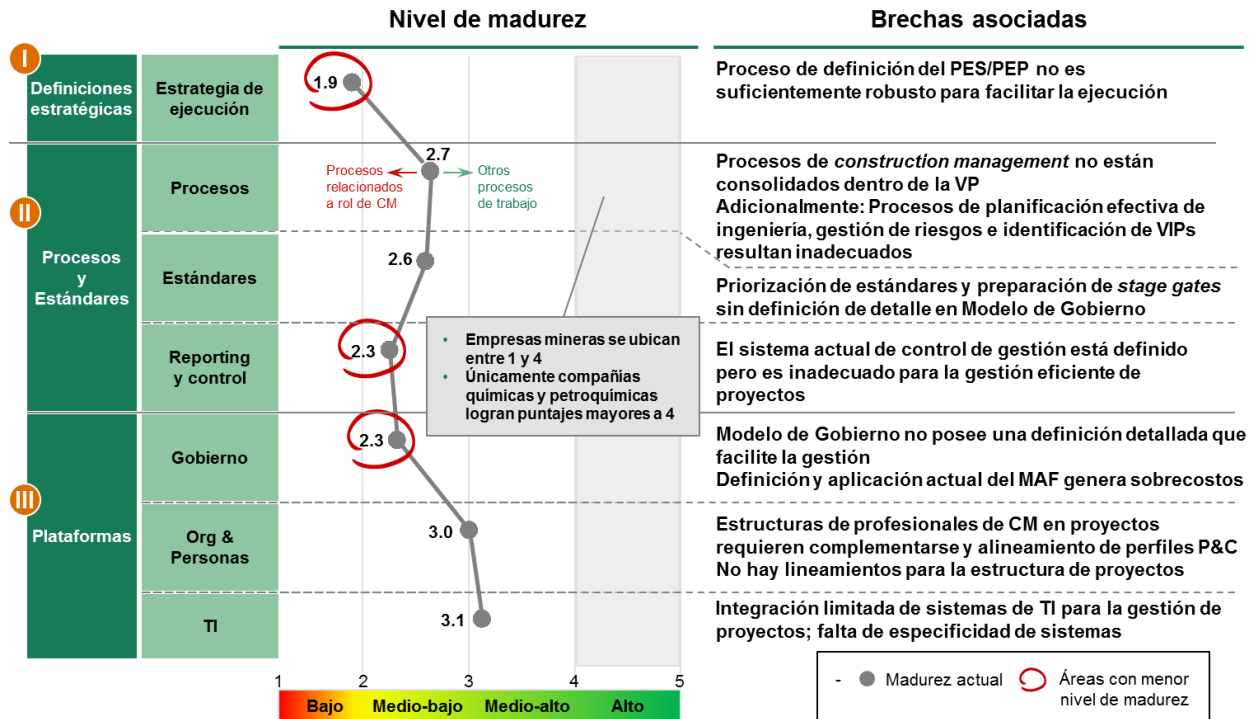 Nivel de madurez
Brechas asociadas
I
Definiciones
estratégicas
Estrategia de
ejecución
1.9
Proceso de definición del PES/PEP no es
suficientemente robusto para facilitar la ejecución
II
Procesos
y
Estándares
Procesos
2.7
Procesos
relacionados
a rol de CM
Otros
procesos
de trabajo
Procesos de construction management no están
consolidados dentro de la VP
Adicionalmente: Procesos de planificación efectiva de
ingeniería, gestión de riesgos e identificación de VIPs
resultan inadecuados
Estándares
2.6
Priorización de estándares y preparación de stage gates
sin definición de detalle en Modelo de Gobierno
Reporting
y control
2.3
• Empresas mineras se ubican
entre 1 y 4
• Únicamente compañías
químicas y petroquímicas
logran puntajes mayores a 4
El sistema actual de control de gestión está definido
pero es inadecuado para la gestión eficiente de
proyectos
III
Plataformas
Gobierno
2.3
Modelo de Gobierno no posee una definición detallada que
facilite la gestión
Definición y aplicación actual del MAF genera sobrecostos
Org &
Personas
3.0
Estructuras de profesionales de CM en proyectos
requieren complementarse y alineamiento de perfiles P&C
No hay lineamientos para la estructura de proyectos
TI
3.1
Integración limitada de sistemas de TI para la gestión de
proyectos; falta de especificidad de sistemas
1 2 3 4 5
Bajo Medio-bajo Medio-alto Alto
- Madurez actual
Áreas con menor
nivel de madurez